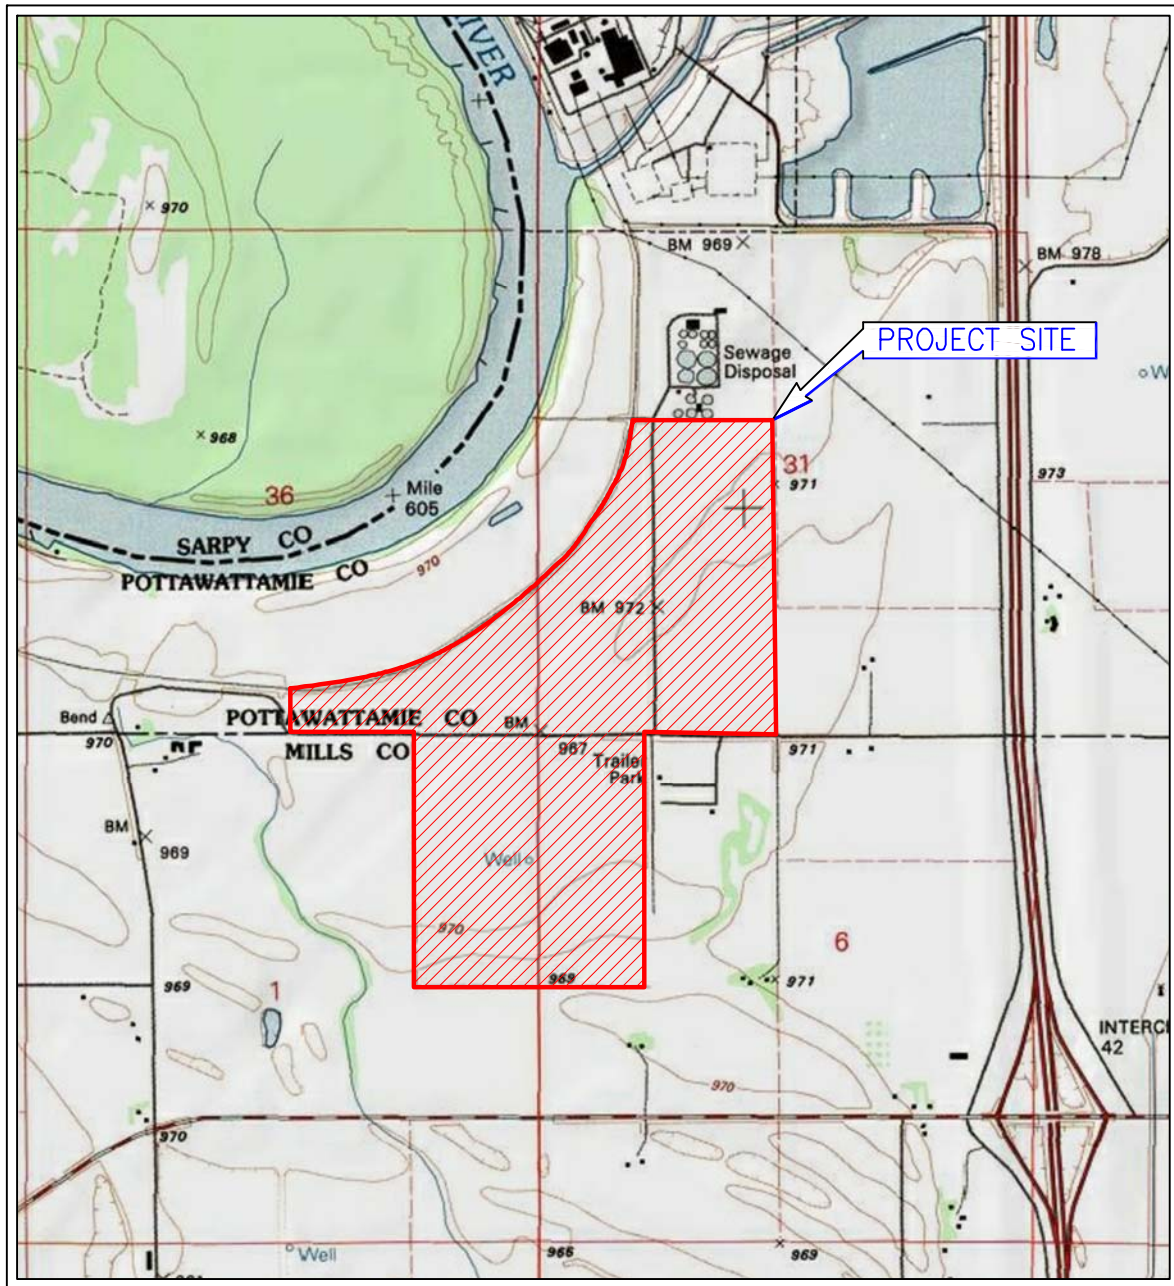 RIVER
970
BM 969
BM 978
PROJECT SITE
Sewage
Disposal
W
968
36
Mile
605
31
971
973
SARPY CO
POTTAWATTAMIE CO
970
BM 972
Bend
970
POTTAWATTAMIE CO
BM
MILLS CO
967
Trailer
Park
971
BM
969
Well
970
6
969
969
971
1
INTERC
42
970
970
Well
966
969